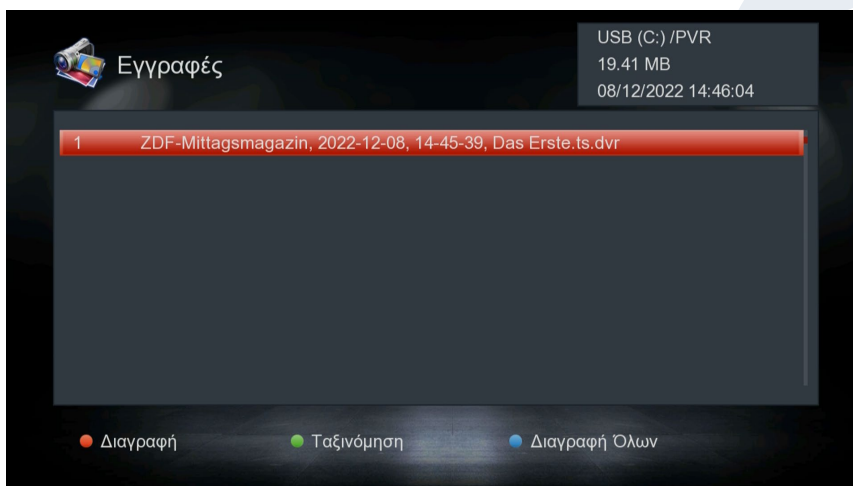 Εγγραφές
USB (C:) /PVR
19.41 MB
08/12/2022 14:46:04
1 ZDF-Mittagsmagazin, 2022-12-08, 14-45-39, Das Erste.ts.dvr
Διαγραφή Ταξινόμηση Διαγραφή Όλων